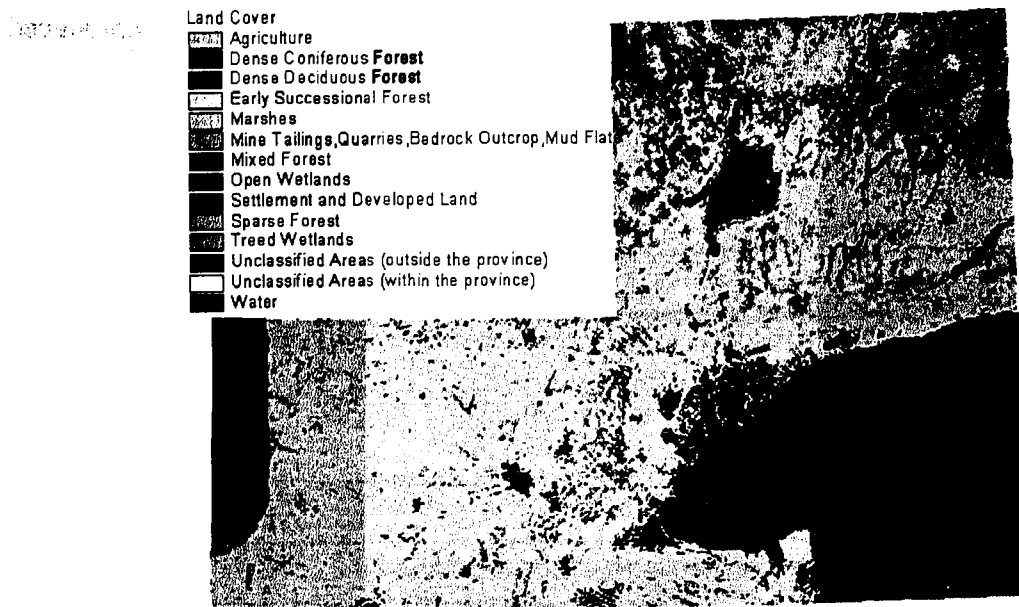 Land Cover
Agriculture
Dense Coniferous Forest
Dense Deciduous Forest
Early Successional Forest
Marshes
Mine Tailings,Quarries,Bedrock Outcrop,Mud Flat
Mixed Forest
Open Wetlands
Settlement and Developed Land
Sparse Forest
Treed Wetlands
Unclassified Areas (outside the province)
Unclassified Areas (within the province)
Water